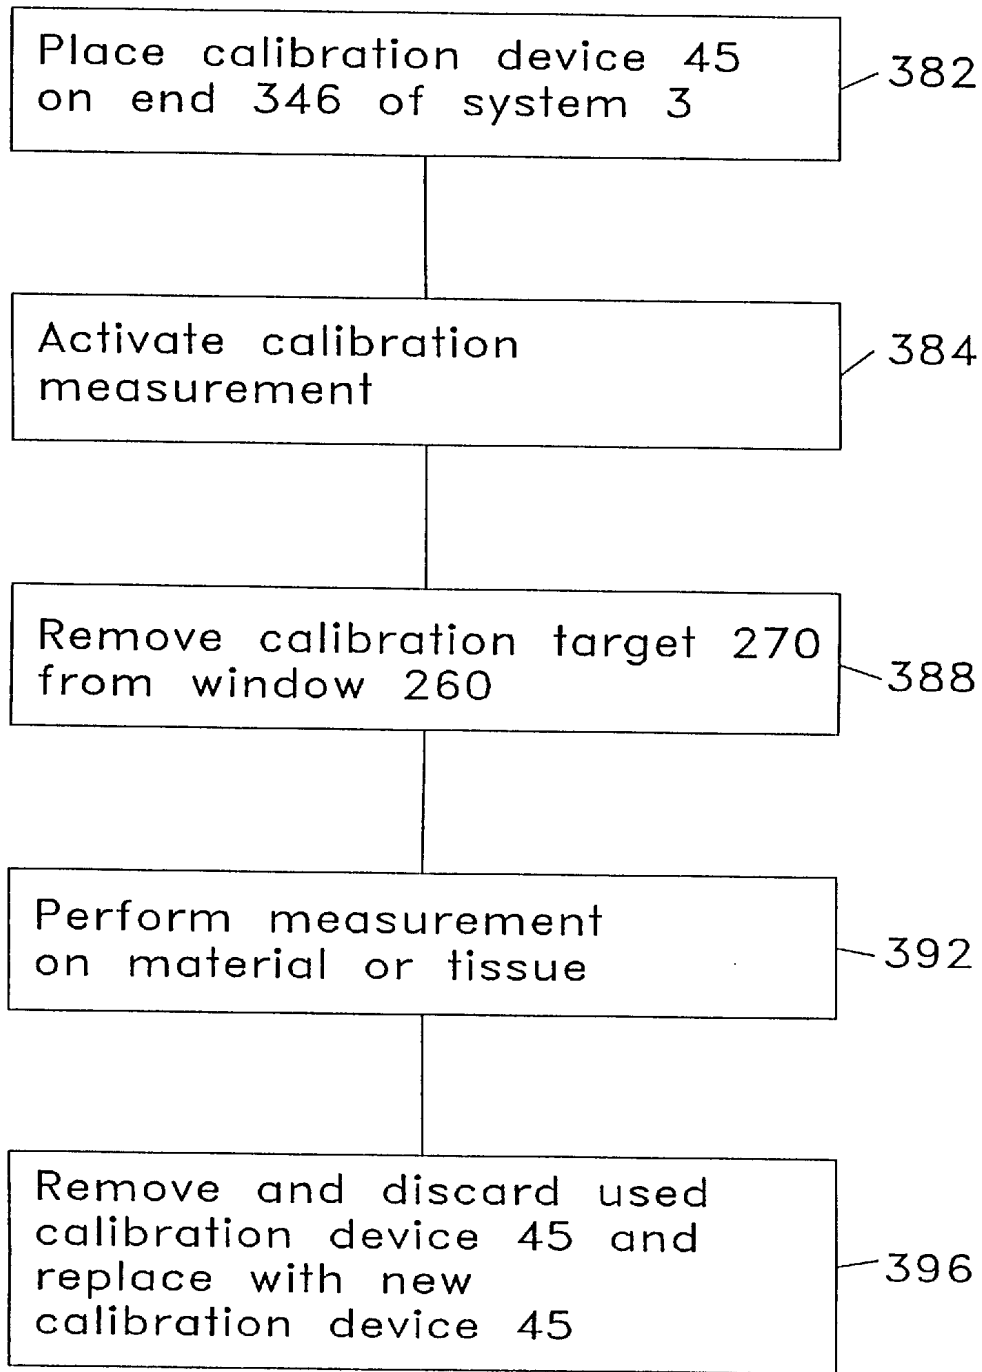 Place calibration device 45
on end 346 of system 3
382
Activate calibration
measurement
384
Remove calibration target 270
from window 260
388
Perform measurement
on material or tissue
392
Remove and discard used
calibration device 45 and
replace with new
calibration device 45
396